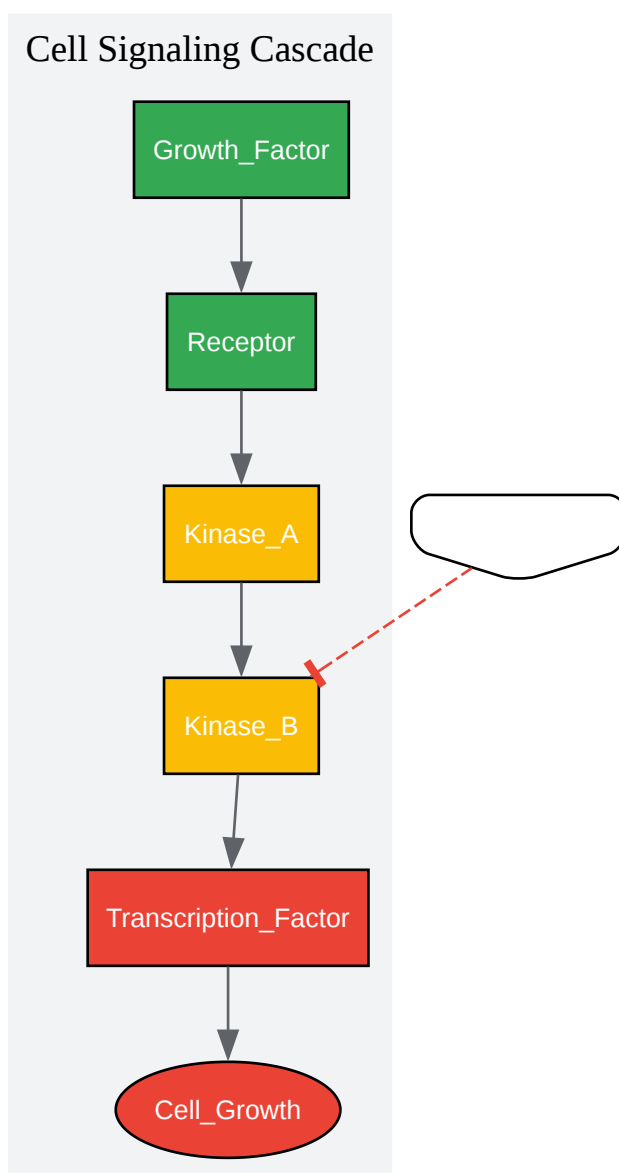 Cell Signaling Cascade
Growth_Factor
Receptor
Kinase_A
Kinase_B
Transcription_Factor
Cell_Growth